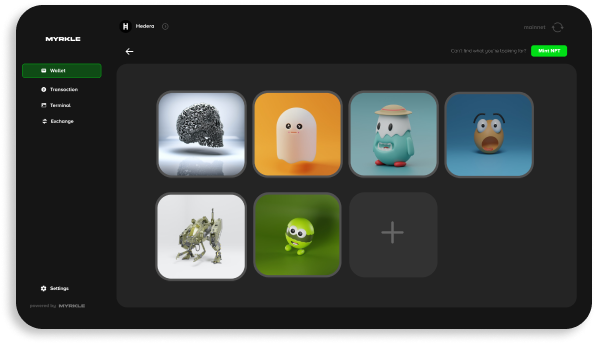 MYRKLE
Hedera
mainnet
Can't find what you're looking for?
Mint NFT
Wallet
Transaction
Terminal
Exchange
Settings
powered by MYRKLE